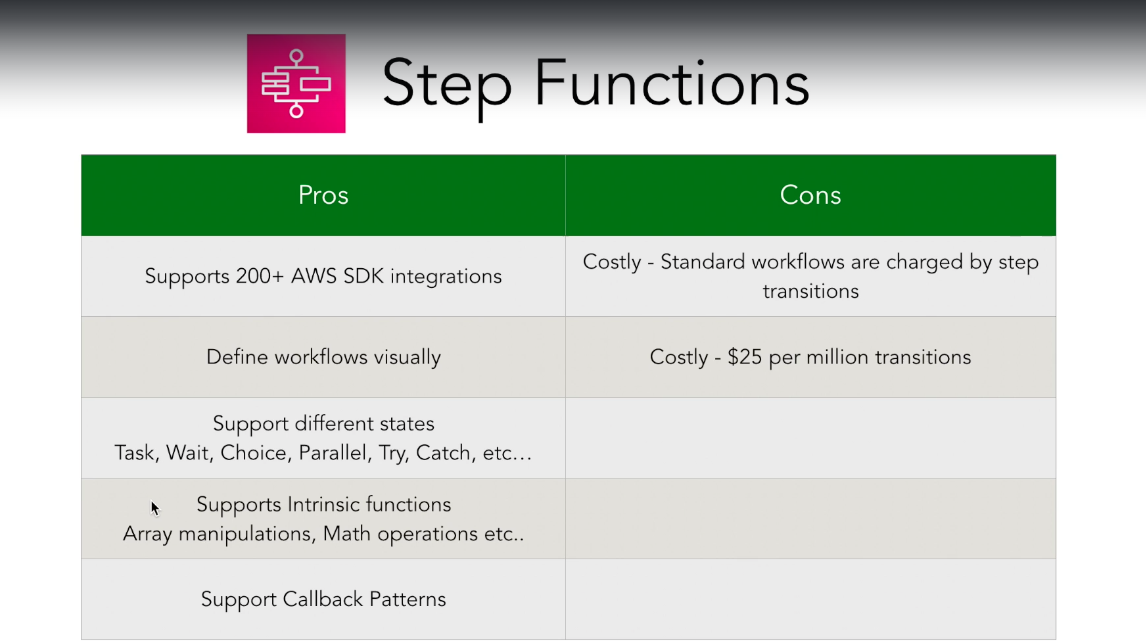 Step Functions
Pros
Cons
Supports 200+ AWS SDK integrations
Costly - Standard workflows are charged by step
transitions
Define workflows visually
Costly - $25 per million transitions
Support different states
Task, Wait, Choice, Parallel, Try, Catch, etc...
Supports Intrinsic functions
Array manipulations, Math operations etc..
Support Callback Patterns